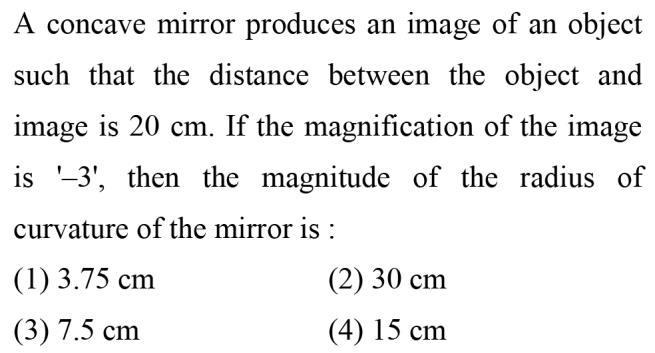 A concave mirror produces an image of an object
such that the distance between the object and
image is 20 cm. If the magnification of the image
is '–3', then the magnitude of the radius of
curvature of the mirror is :
(1) 3.75 cm (2) 30 cm
(3) 7.5 cm (4) 15 cm